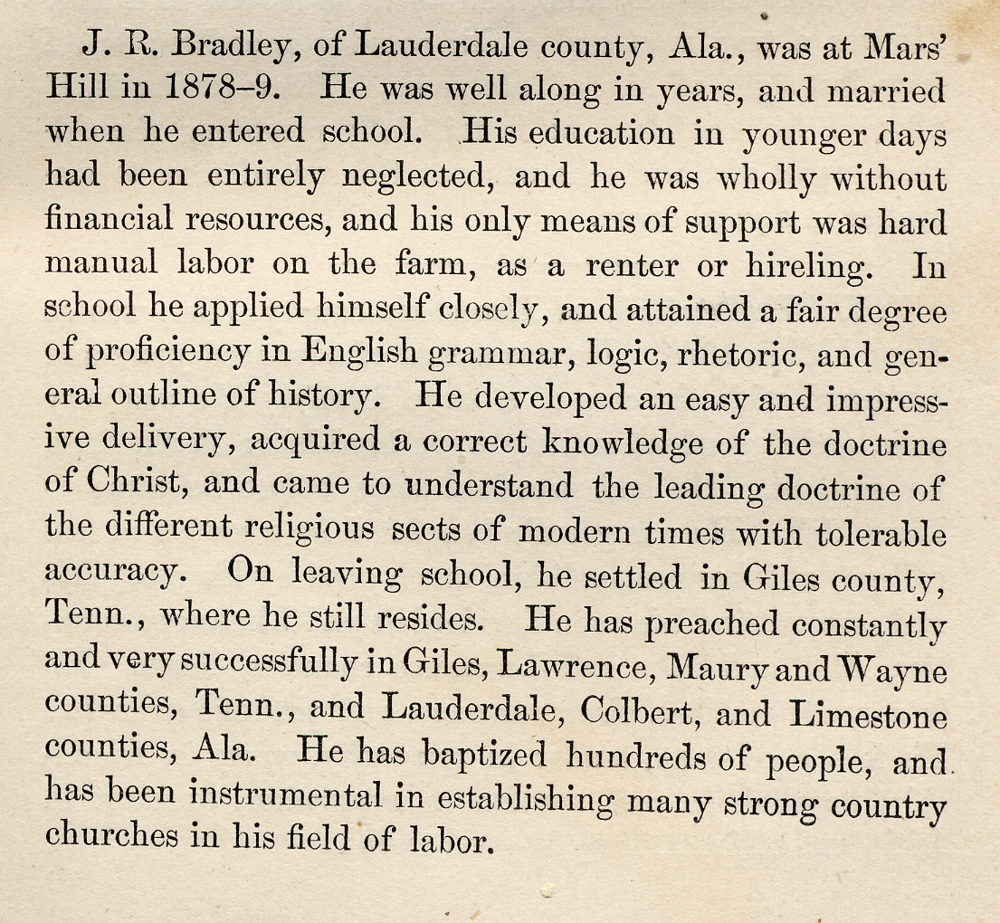 J. R. Bradley, of Lauderdale county, Ala., was at Mars’
Hill in 1878–9. He was well along in years, and married
when he entered school. His education in younger days
had been entirely neglected, and he was wholly without
financial resources, and his only means of support was hard
manual labor on the farm, as a renter or hireling. In
school he applied himself closely, and attained a fair degree
of proficiency in English grammar, logic, rhetoric, and gen-
eral outline of history. He developed an easy and impress-
ive delivery, acquired a correct knowledge of the doctrine
of Christ, and came to understand the leading doctrine of
the different religious sects of modern times with tolerable
accuracy. On leaving school, he settled in Giles county,
Tenn., where he still resides. He has preached constantly
and very successfully in Giles, Lawrence, Maury and Wayne
counties, Tenn., and Lauderdale, Colbert, and Limestone
counties, Ala. He has baptized hundreds of people, and
has been instrumental in establishing many strong country
churches in his field of labor.